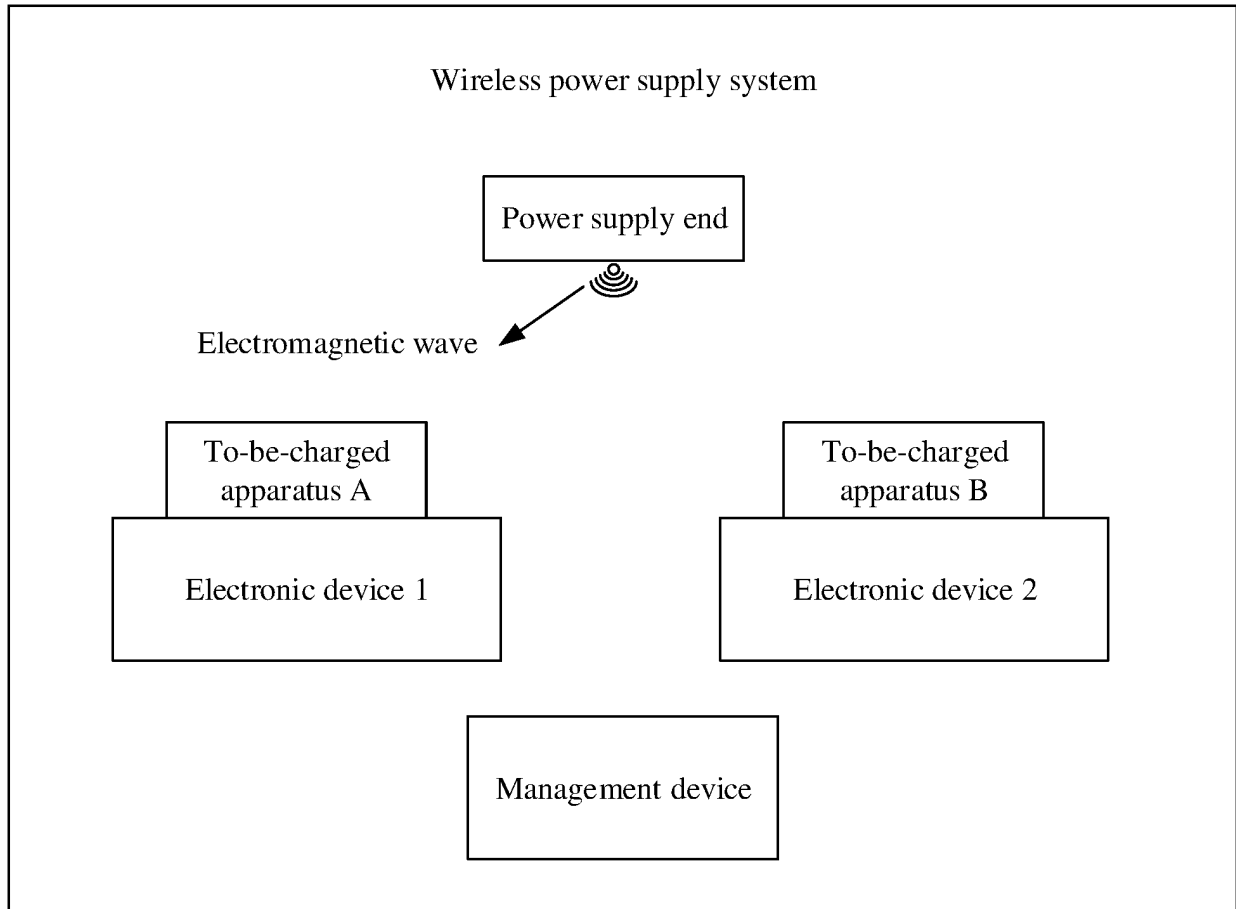 Wireless power supply system
Power supply end
Electromagnetic wave
To-be-charged
apparatus A
To-be-charged
apparatus B
Electronic device 1
Electronic device 2
Management device